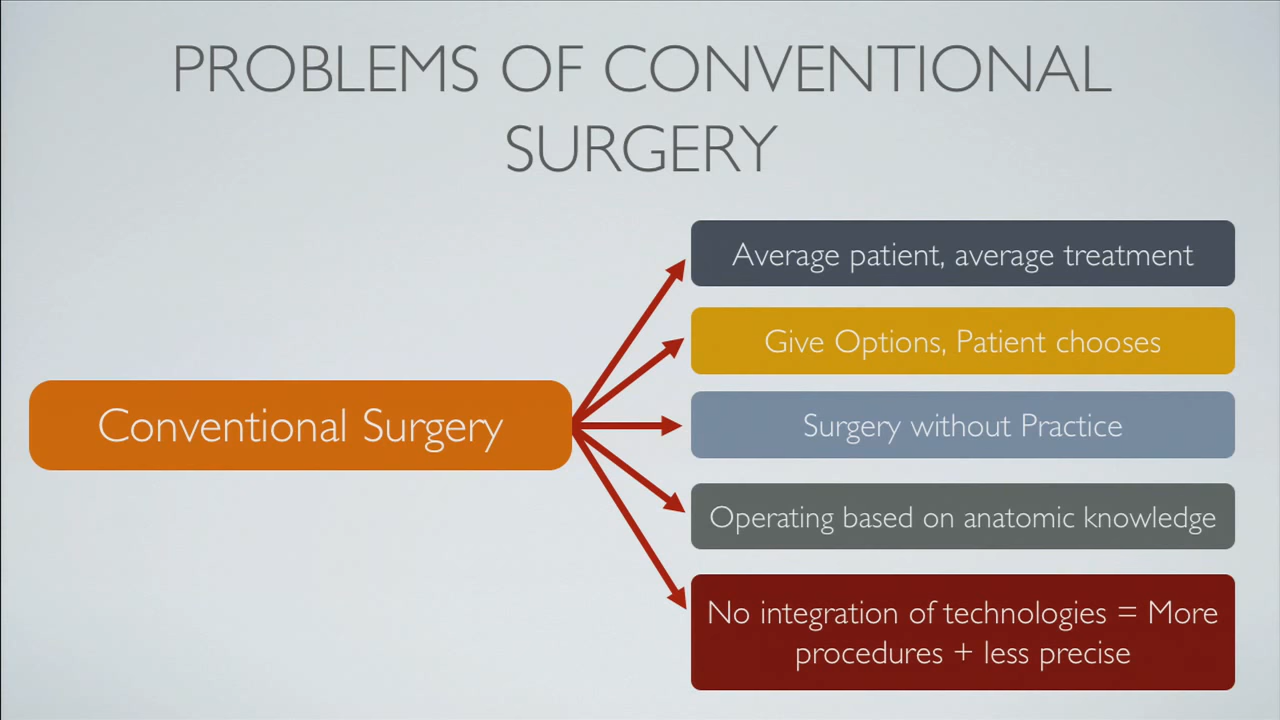 PROBLEMS OF CONVENTIONAL
SURGERY
Conventional Surgery
Average patient, average treatment
Give Options, Patient chooses
Surgery without Practice
Operating based on anatomic knowledge
No integration of technologies = More
procedures + less precise